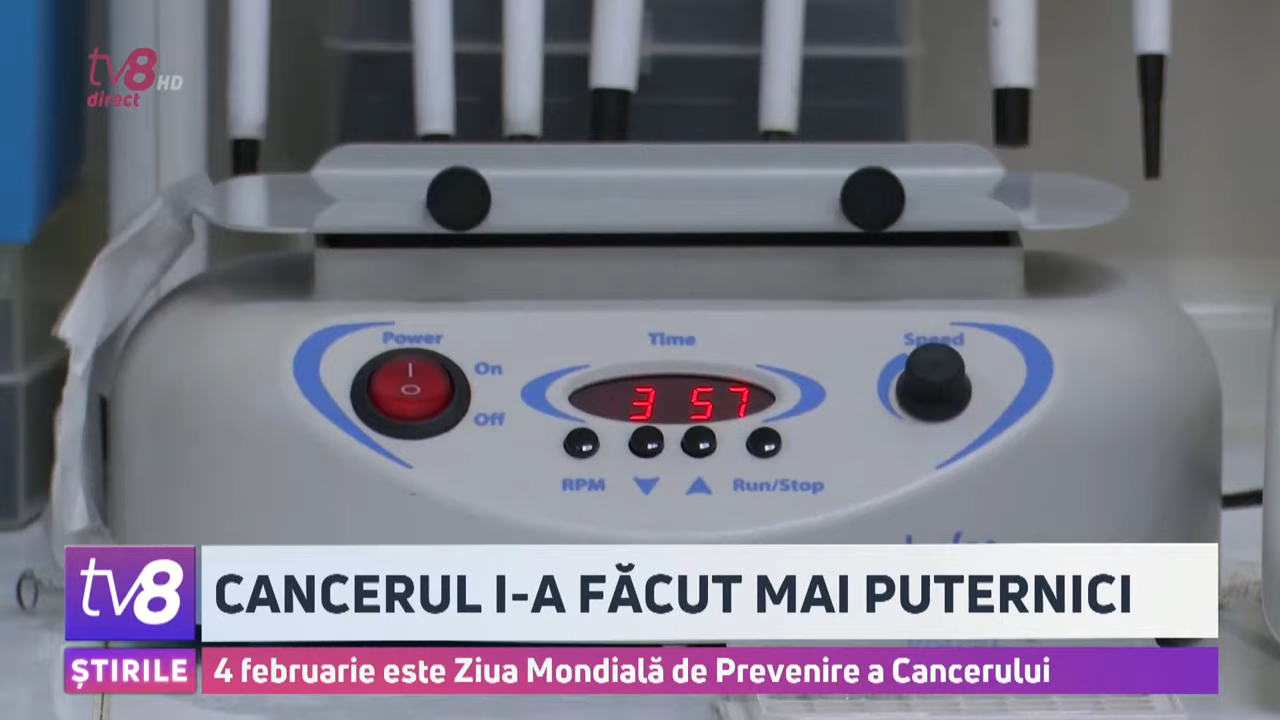 tv8 HD
direct
Power
Time
Speed
On
Off
3 57
RPM
Run/Stop
tv8
CANCERUL I-A FĂCUT MAI PUTERNICI
ȘTIRILE
4 februarie este Ziua Mondială de Prevenire a Cancerului